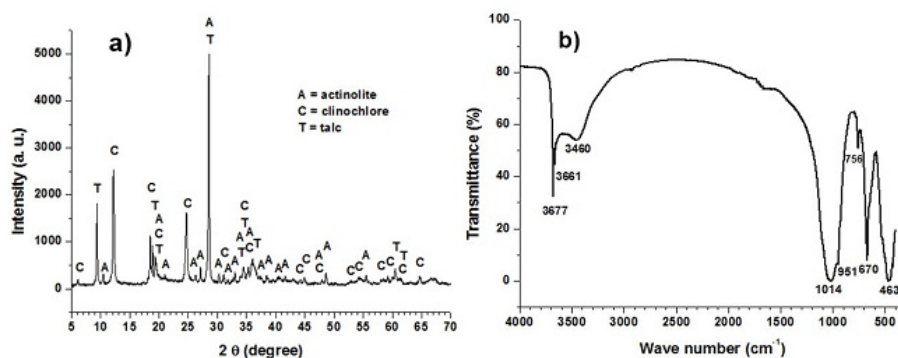 a)
A
T
5000
4000
3000
2000
1000
0
A = actinolite
C = clinochlore
T = talc
C
T
A
C
C
T
A
C
T
A
C
A
A
A
C
A
A
A
T
C
T
A
C
T
A
A
A
A
C
C
C
A
A
C
C
A
C
C
T
T
C
C
5 10 15 20 25 30 35 40 45 50 55 60 65 70
Intensity (a. u.)
2 θ (degree)
b)
100
80
60
40
20
0
3677
3661
3460
756
1014
951
670
463
4000 3500 3000 2500 2000 1500 1000 500
Transmittance (%)
Wave number (cm⁻¹)